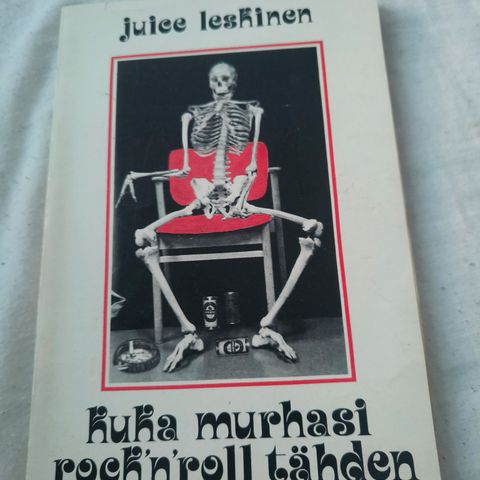 juice leskinen
kuka murhasi
rock'n'roll tähden